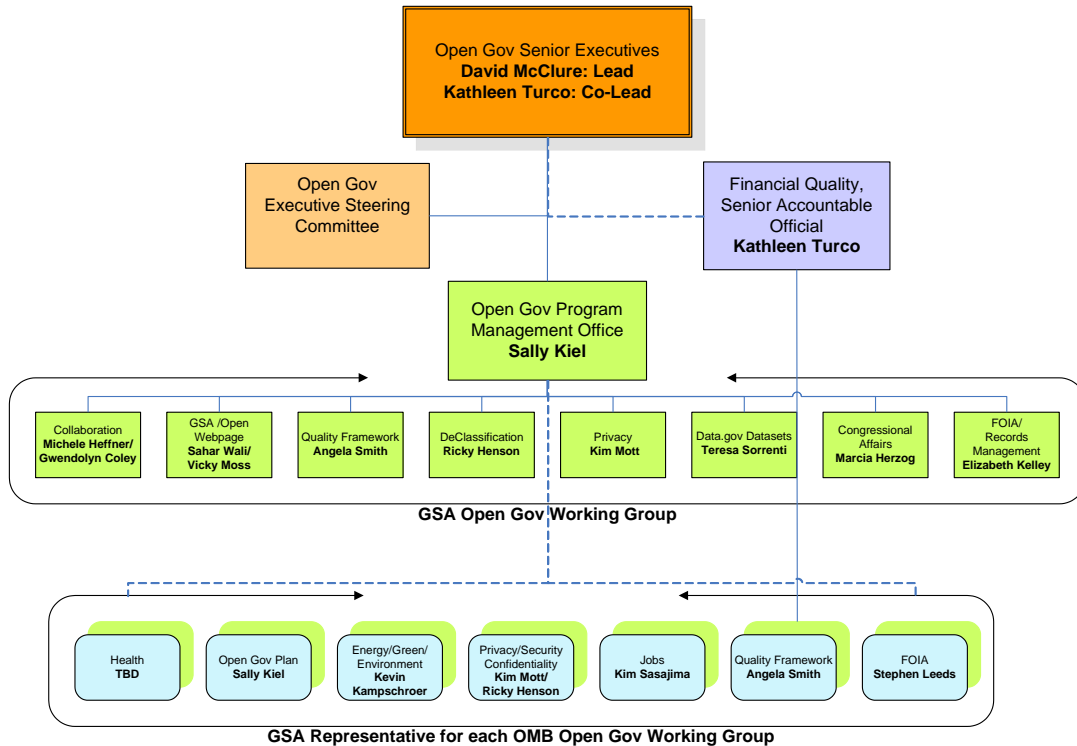 Open Gov Senior Executives
David McClure: Lead
Kathleen Turco: Co-Lead
Open Gov
Executive Steering
Committee
Financial Quality,
Senior Accountable
Official
Kathleen Turco
Open Gov Program
Management Office
Sally Kiel
Collaboration
Michele Heffner/
Gwendolyn Coley
GSA /Open
Webpage
Sahar Wali/
Vicky Moss
Quality Framework
Angela Smith
DeClassification
Ricky Henson
Privacy
Kim Mott
Data.gov Datasets
Teresa Sorrenti
Congressional
Affairs
Marcia Herzog
FOIA/
Records
Management
Elizabeth Kelley
GSA Open Gov Working Group
Health
TBD
Open Gov Plan
Sally Kiel
Energy/Green/
Environment
Kevin
Kampschroer
Privacy/Security
Confidentiality
Kim Mott/
Ricky Henson
Jobs
Kim Sasajima
Quality Framework
Angela Smith
FOIA
Stephen Leeds
GSA Representative for each OMB Open Gov Working Group